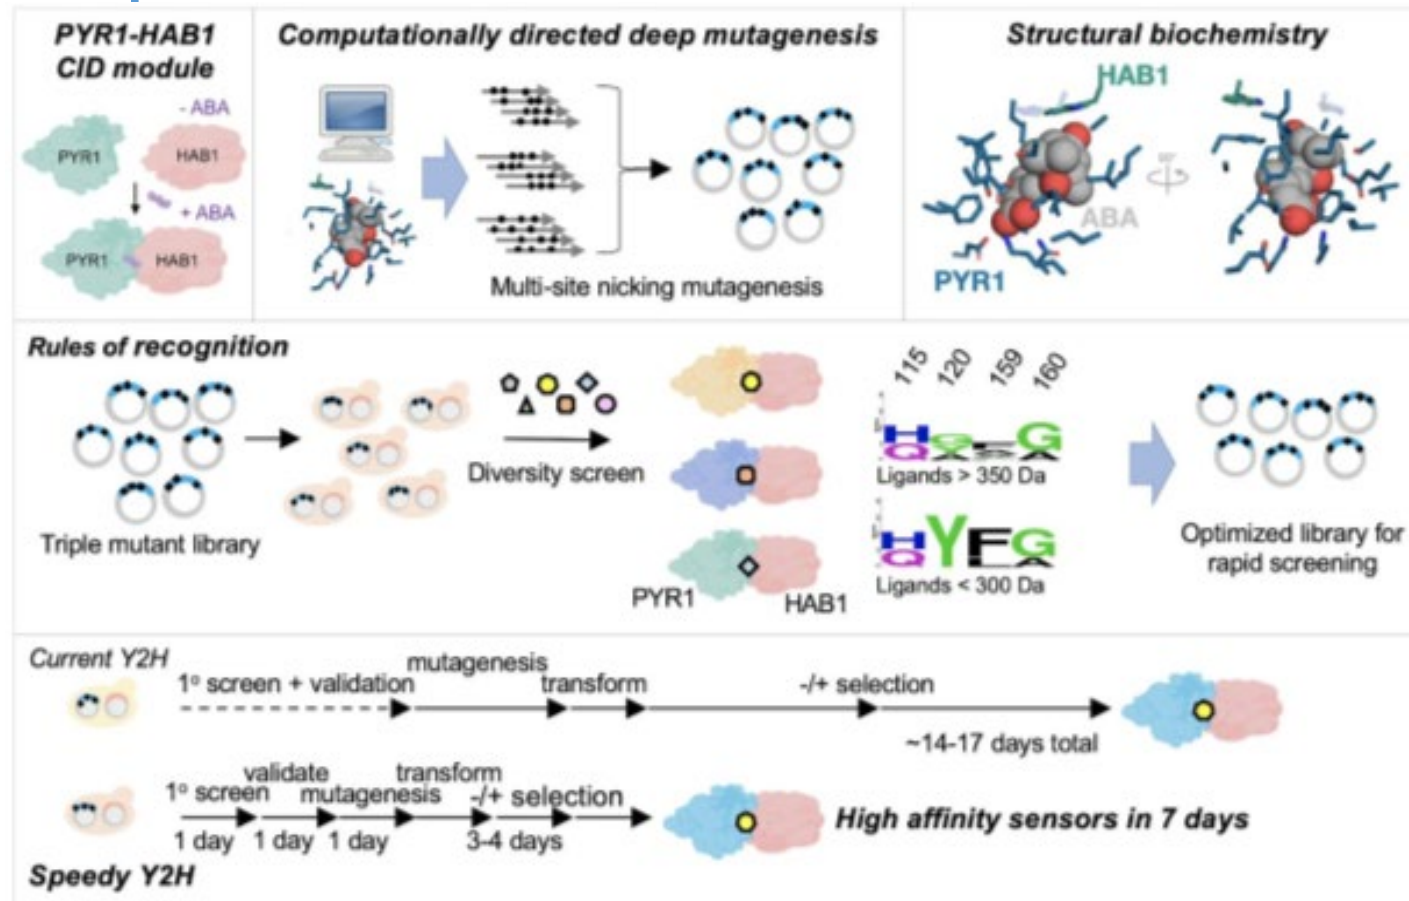 PYR1-HAB1
CID module
- ABA
PYR1
HAB1
+ ABA
PYR1
HAB1
Computationally directed deep mutagenesis
Multi-site nicking mutagenesis
Structural biochemistry
HAB1
ABA
PYR1
Rules of recognition
Triple mutant library
Diversity screen
PYR1
HAB1
115
120
159
160
H G G
Q A A
Ligands > 350 Da
H Y F G
Q A
Ligands < 300 Da
Optimized library for
rapid screening
Current Y2H
1º screen + validation
mutagenesis
transform
-/+ selection
~14-17 days total
1º screen
validate
mutagenesis
transform
-/+ selection
1 day
1 day
1 day
3-4 days
High affinity sensors in 7 days
Speedy Y2H